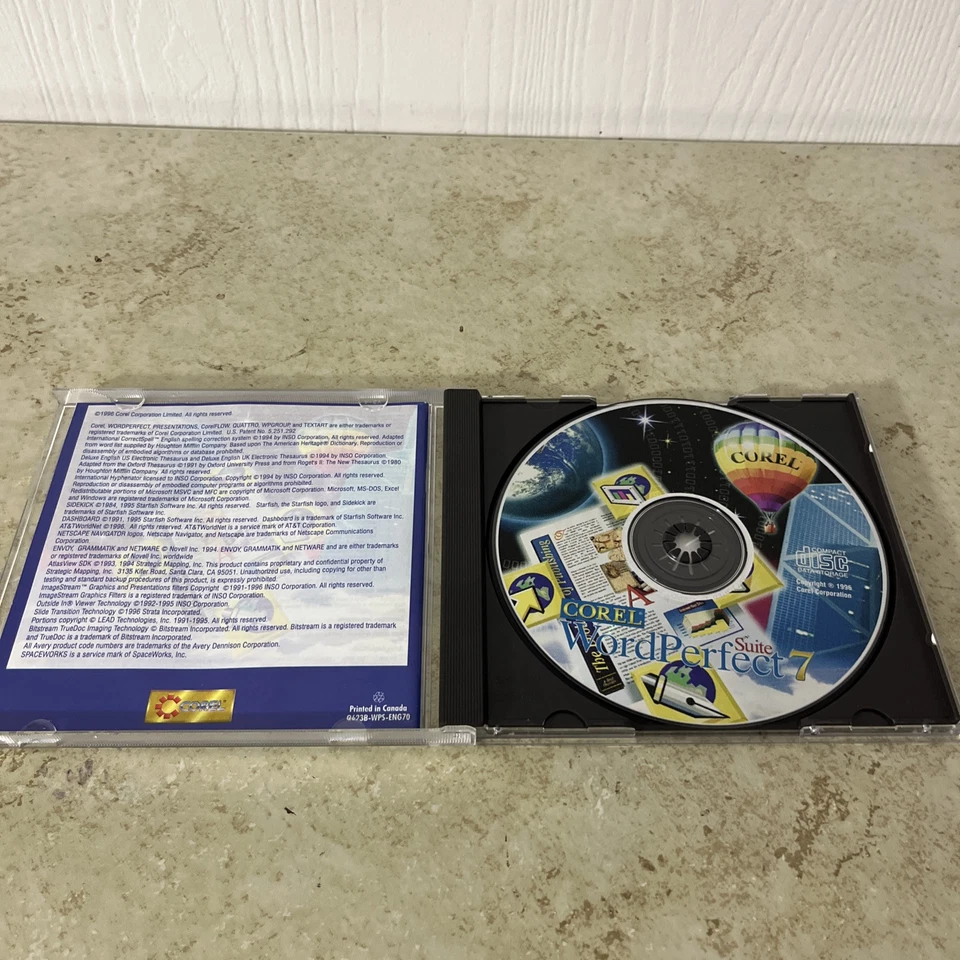 ©1996 Corel Corporation Limited. All rights reserved.
Corel, WORDPERFECT, PRESENTATIONS, CorelFLOW, QUATTRO, WPGROUP, and TEXTART are either trademarks or
registered trademarks of Corel Corporation Limited. U.S. Patent No. 5,251,292
International CorrectSpell™ English spelling correction system ©1994 by INSO Corporation, All rights reserved. Adapted
from word list supplied by Houghton Mifflin Company. Based upon The American Heritage® Dictionary. Reproduction or
disassembly of embodied computer programs or algorithms prohibited.
Deluxe English US Electronic Thesaurus and Deluxe English UK Electronic Thesaurus ©1994 by INSO Corporation.
Adapted from the Oxford Thesaurus ©1991 by Oxford University Press and from Roget's II: The New Thesaurus ©1980
by Houghton Mifflin Company. All rights reserved.
International Hyphenator licensed to INSO Corporation. Copyright ©1994 by INSO Corporation. All rights reserved.
Reproduction or disassembly of embodied computer programs or algorithms prohibited.
Redistributable portions of Microsoft MSVC and MFC are copyright of Microsoft Corporation. Microsoft, MS-DOS, Excel
and Windows are registered trademarks of Microsoft Corporation.
SIDEKICK ©1984, 1995 Starfish Software Inc. All rights reserved. Starfish, the Starfish logo, and Sidekick are
trademarks of Starfish Software Inc.
DASHBOARD ©1991, 1995 Starfish Software Inc. All rights reserved. Dashboard is a trademark of Starfish Software Inc.
AT&TWorldNet ©1996. All rights reserved. AT&TWorldNet is a service mark of AT&T Corporation.
NETSCAPE NAVIGATOR logos, Netscape Navigator, and Netscape are trademarks of Netscape Communications
Corporation.
ENVOY, GRAMMATIK and NETWARE © Novell Inc. 1994. ENVOY, GRAMMATIK and NETWARE and are either trademarks
or registered trademarks of Novell Inc. worldwide
AtlasView SDK ©1993, 1994 Strategic Mapping, Inc. This product contains proprietary and confidential property of
Strategic Mapping, Inc. 3135 Kifer Road, Santa Clara, CA 95051. Unauthorized use, including copying for other than
testing and standard backup procedures of this product, is expressly prohibited.
ImageStream™ Graphics and Presentations filters Copyright ©1991-1996 INSO Corporation. All rights reserved.
ImageStream Graphics Filters is a registered trademark of INSO Corporation.
Outside In® Viewer Technology ©1992-1995 INSO Corporation.
Slide Transition Technology ©1996 Strata Incorporated.
Portions copyright © LEAD Technologies, Inc. 1991-1995. All rights reserved.
Bitstream TrueDoc Imaging Technology © Bitstream Incorporated. All rights reserved. Bitstream is a registered trademark
and TrueDoc is a trademark of Bitstream Incorporated.
All Avery product code numbers are trademarks of the Avery Dennison Corporation.
SPACEWORKS is a service mark of SpaceWorks, Inc.
COREL
Printed in Canada
0423B-WPS-ENG70
COREL
COMPACT
disc
DATA STORAGE
Copyright ® 1996
Corel Corporation
COREL
WordPerfect
Suite
7